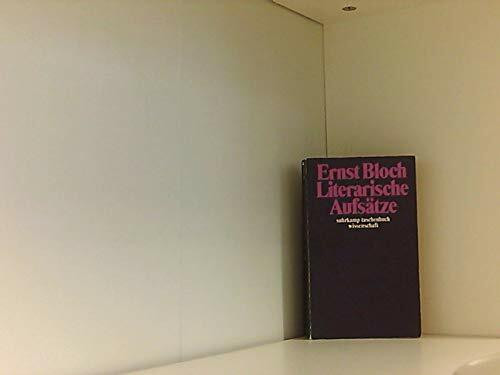 Ernst Bloch
Literarische
Aufsätze
suhrkamp taschenbuch
wissenschaft